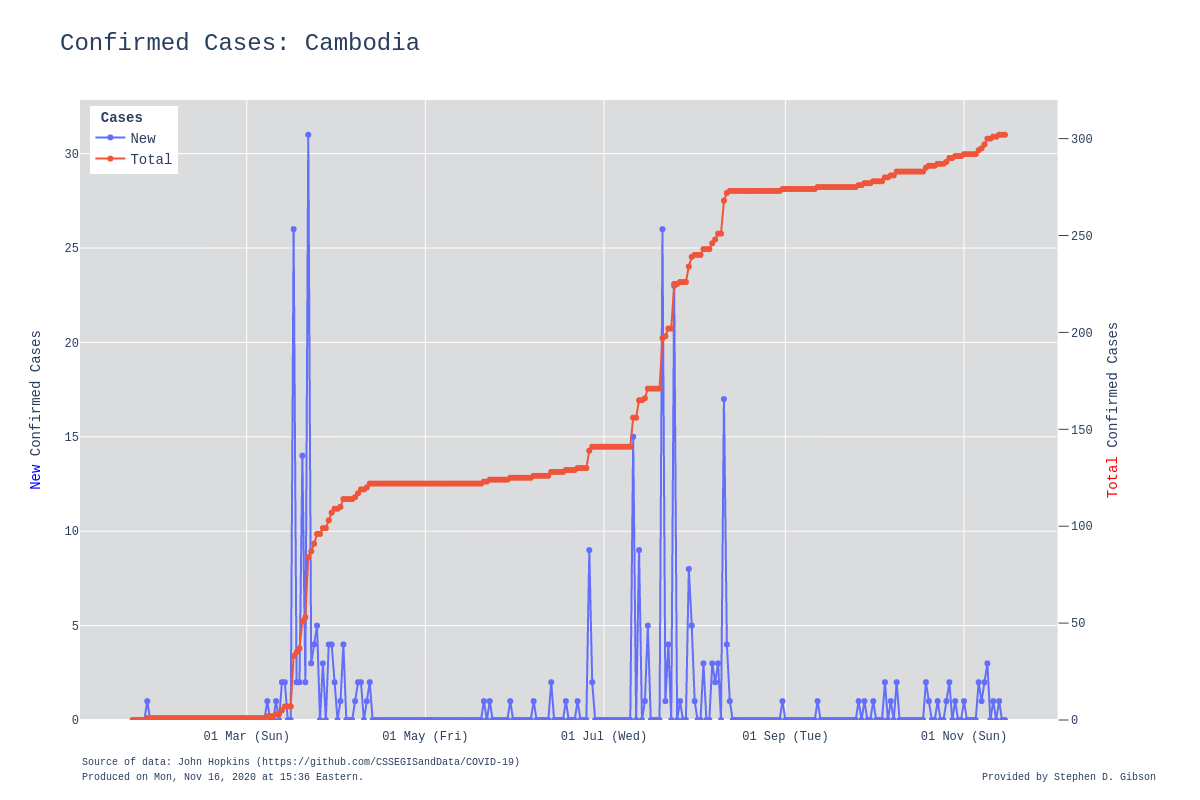 Confirmed Cases: Cambodia
Cases
New
Total
30
25
20
15
10
5
0
300
250
200
150
100
50
0
New Confirmed Cases
Total Confirmed Cases
01 Mar (Sun)
01 May (Fri)
01 Jul (Wed)
01 Sep (Tue)
01 Nov (Sun)
Source of data: John Hopkins (https://github.com/CSSEGISandData/COVID-19)
Produced on Mon, Nov 16, 2020 at 15:36 Eastern.
Provided by Stephen D. Gibson